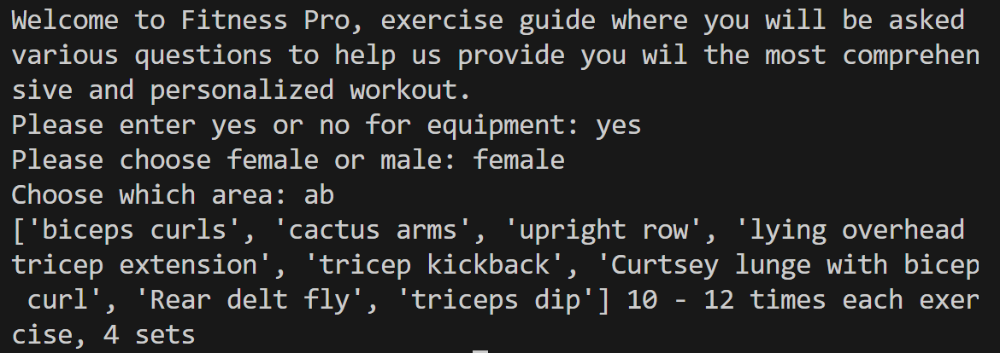 Welcome to Fitness Pro, exercise guide where you will be asked
various questions to help us provide you wil the most comprehen
sive and personalized workout.
Please enter yes or no for equipment: yes
Please choose female or male: female
Choose which area: ab
['biceps curls', 'cactus arms', 'upright row', 'lying overhead
tricep extension', 'tricep kickback', 'Curtsey lunge with bicep
 curl', 'Rear delt fly', 'triceps dip'] 10 - 12 times each exer
cise, 4 sets